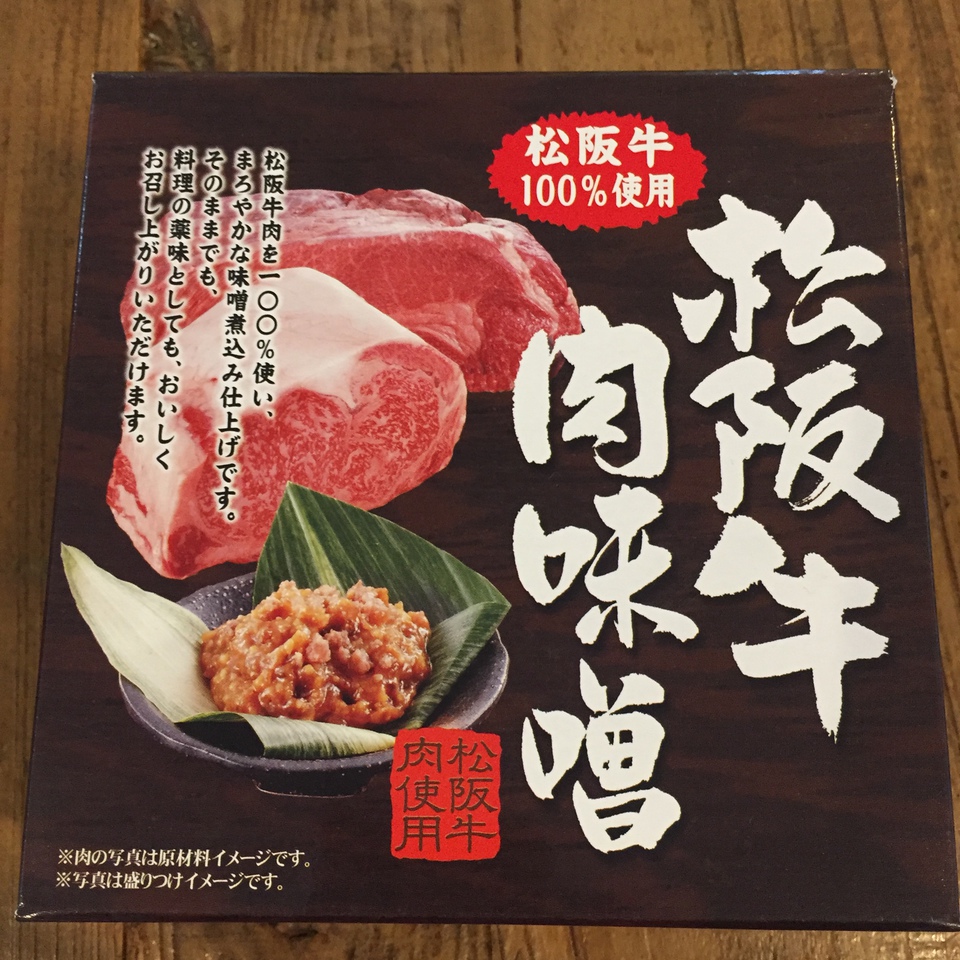 松阪牛
100%使用
松阪牛
肉味噌
松阪牛肉を一〇〇%使い、
まろやかな味噌煮込み仕上げです。
そのままでも、
料理の薬味としても、おいしく
お召し上がりいただけます。
松阪牛
肉使用
※肉の写真は原材料イメージです。
※写真は盛りつけイメージです。